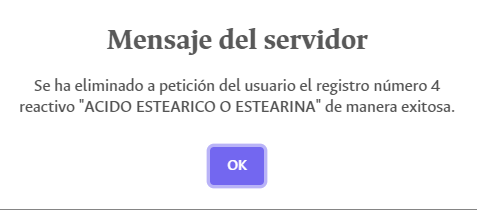 Mensaje del servidor
Se ha eliminado a petición del usuario el registro número 4
reactivo "ACIDO ESTEARICO O ESTEARINA" de manera exitosa.
OK